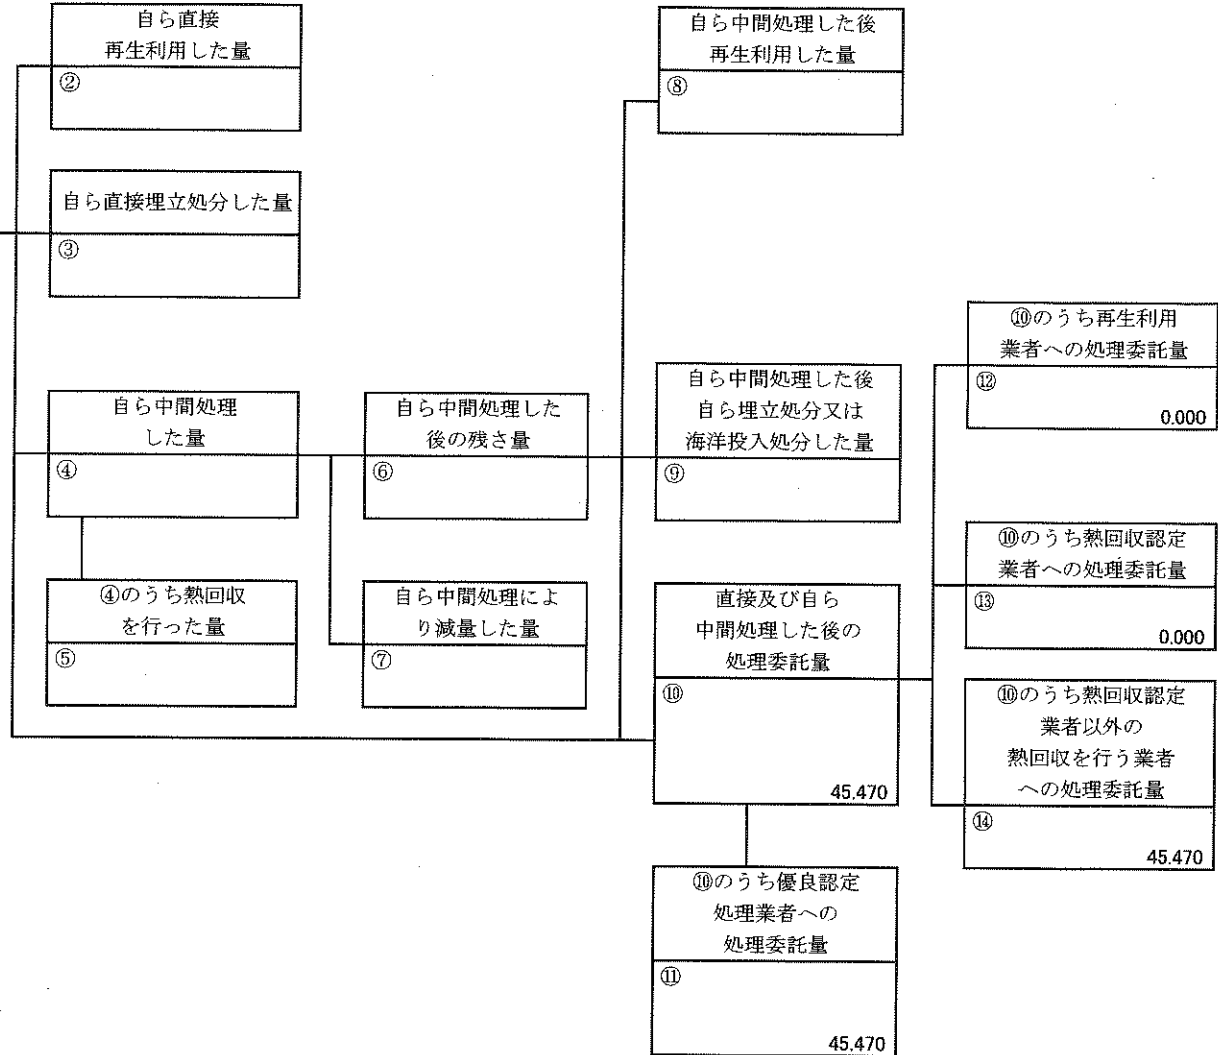 自ら直接
再生利用した量
②
自ら直接埋立処分した量
③
自ら中間処理
した量
④
④のうち熱回収
を行った量
⑤
自ら中間処理した
後の残さ量
⑥
自ら中間処理によ
り減量した量
⑦
自ら中間処理した後
再生利用した量
⑧
自ら中間処理した後
自ら埋立処分又は
海洋投入処分した量
⑨
直接及び自ら
中間処理した後の
処理委託量
⑩
45.470
⑩のうち優良認定
処理業者への
処理委託量
⑪
45.470
⑩のうち再生利用
業者への処理委託量
⑫
0.000
⑩のうち熱回収認定
業者への処理委託量
⑬
0.000
⑩のうち熱回収認定
業者以外の
熱回収を行う業者
への処理委託量
⑭
45.470